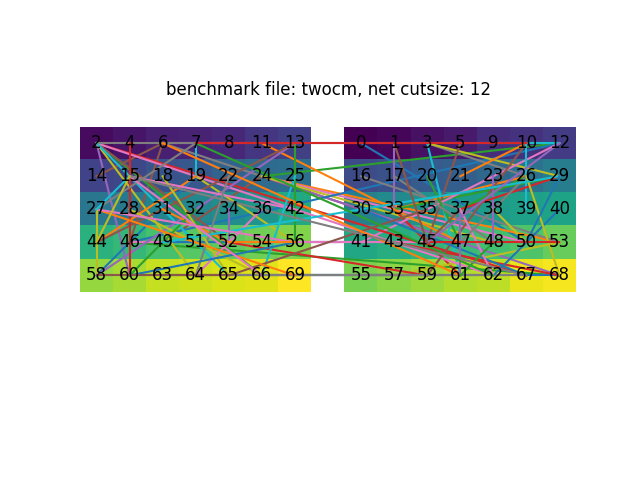 benchmark file: twocm, net cutsize: 12
2 4 6 7 8 11 13 0 1 3 5 9 10 12
14 15 18 19 22 24 25 16 17 20 21 23 26 29
27 28 31 32 34 36 42 30 33 35 37 38 39 40
44 46 49 51 52 54 56 41 43 45 47 48 50 53
58 60 63 64 65 66 69 55 57 59 61 62 67 68